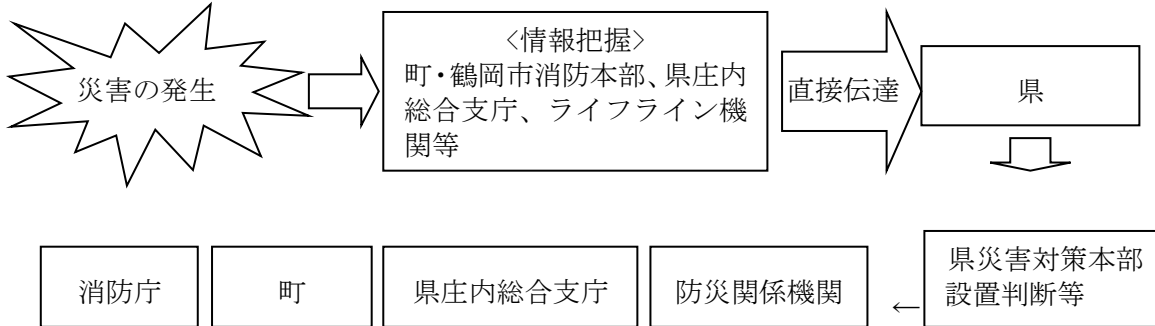 災害の発生
<情報把握>
町・鶴岡市消防本部、県庄内
総合支庁、ライフライン機
関等
直接伝達
県
消防庁
町
県庄内総合支庁
防災関係機関
←
県災害対策本部
設置判断等